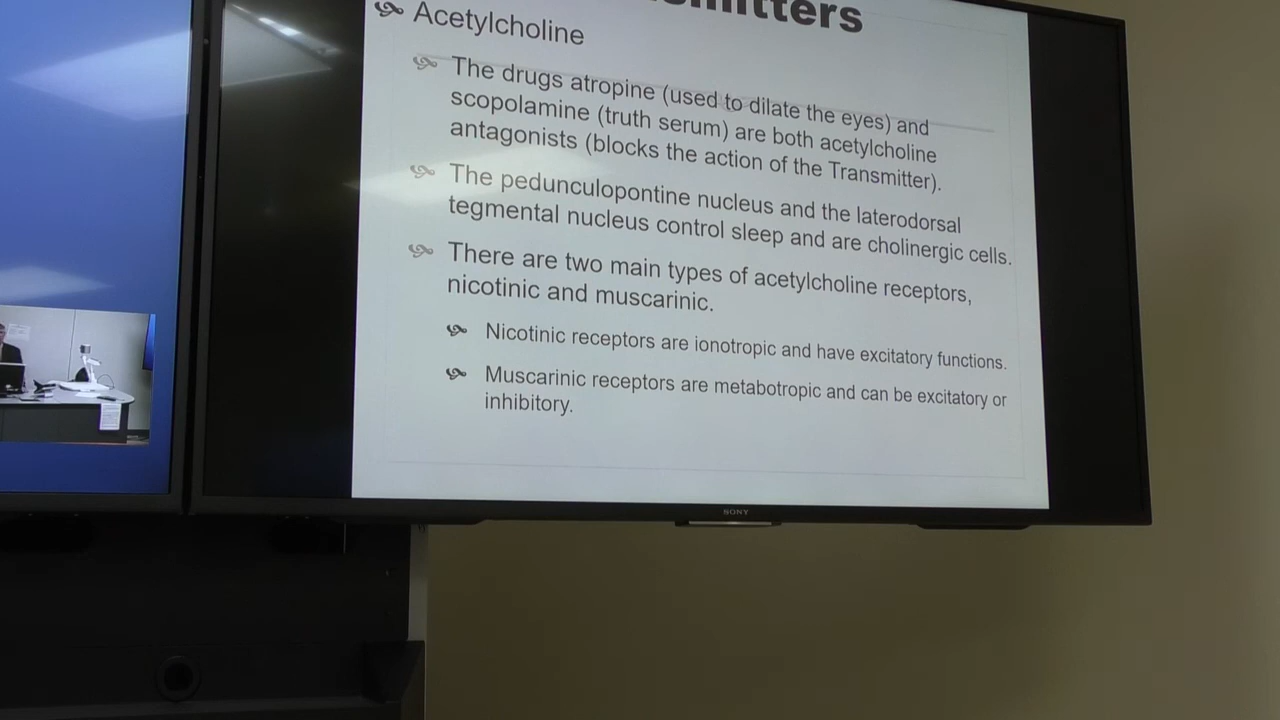 Acetylcholine
The drugs atropine (used to dilate the eyes) and
scopolamine (truth serum) are both acetylcholine
antagonists (blocks the action of the Transmitter).
The pedunculopontine nucleus and the laterodorsal
tegmental nucleus control sleep and are cholinergic cells.
There are two main types of acetylcholine receptors,
nicotinic and muscarinic.
Nicotinic receptors are ionotropic and have excitatory functions.
Muscarinic receptors are metabotropic and can be excitatory or
inhibitory.
SONY